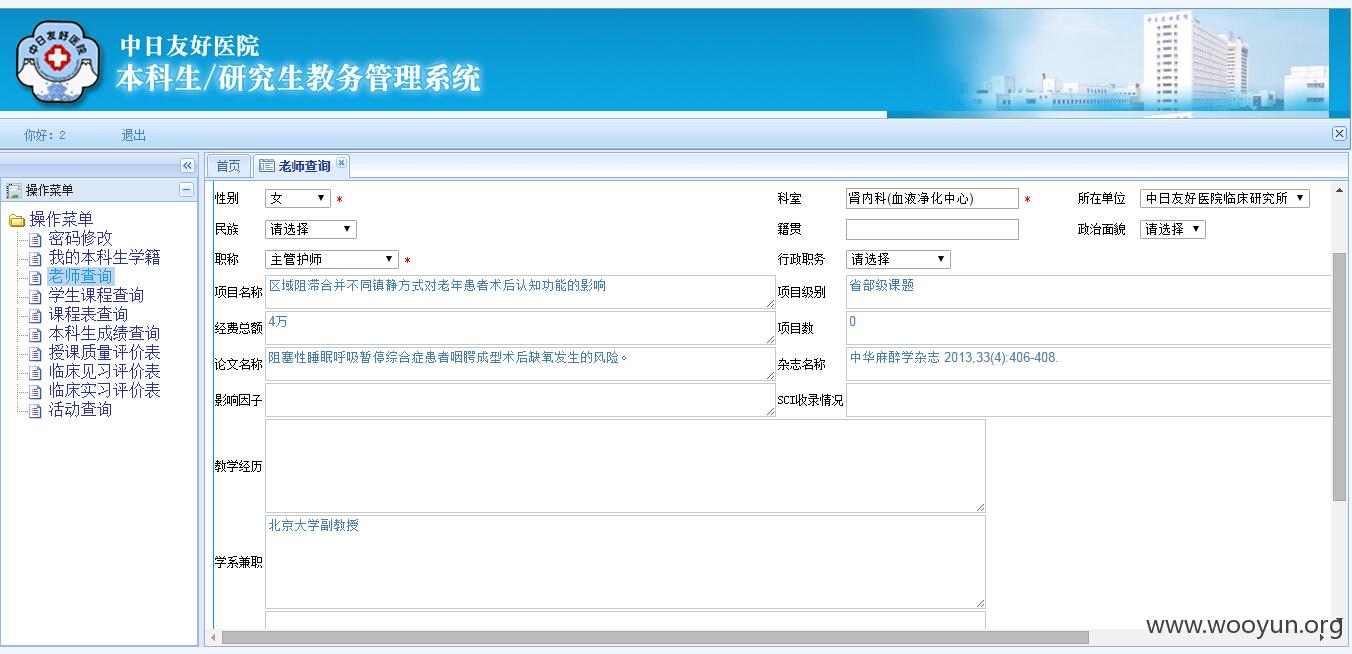 中日友好医院
中日友好医院
本科生/研究生教务管理系统
你好：2 退出
操作菜单
操作菜单
密码修改
我的本科生学籍
老师查询
学生课程查询
课程表查询
本科生成绩查询
授课质量评价表
临床见习评价表
临床实习评价表
活动查询
首页 老师查询
性别 女 * 科室 肾内科(血液净化中心) * 所在单位 中日友好医院临床研究所
民族 请选择 籍贯 政治面貌 请选择
职称 主管护师 * 行政职务 请选择
项目名称 区域阻滞合并不同镇静方式对老年患者术后认知功能的影响 项目级别 省部级课题
经费总额 4万 项目数 0
论文名称 阻塞性睡眠呼吸暂停综合症患者咽腭成型术后缺氧发生的风险。 杂志名称 中华麻醉学杂志 2013,33(4):406-408.
影响因子 SCI收录情况
教学经历
学系兼职 北京大学副教授
www.wooyun.org